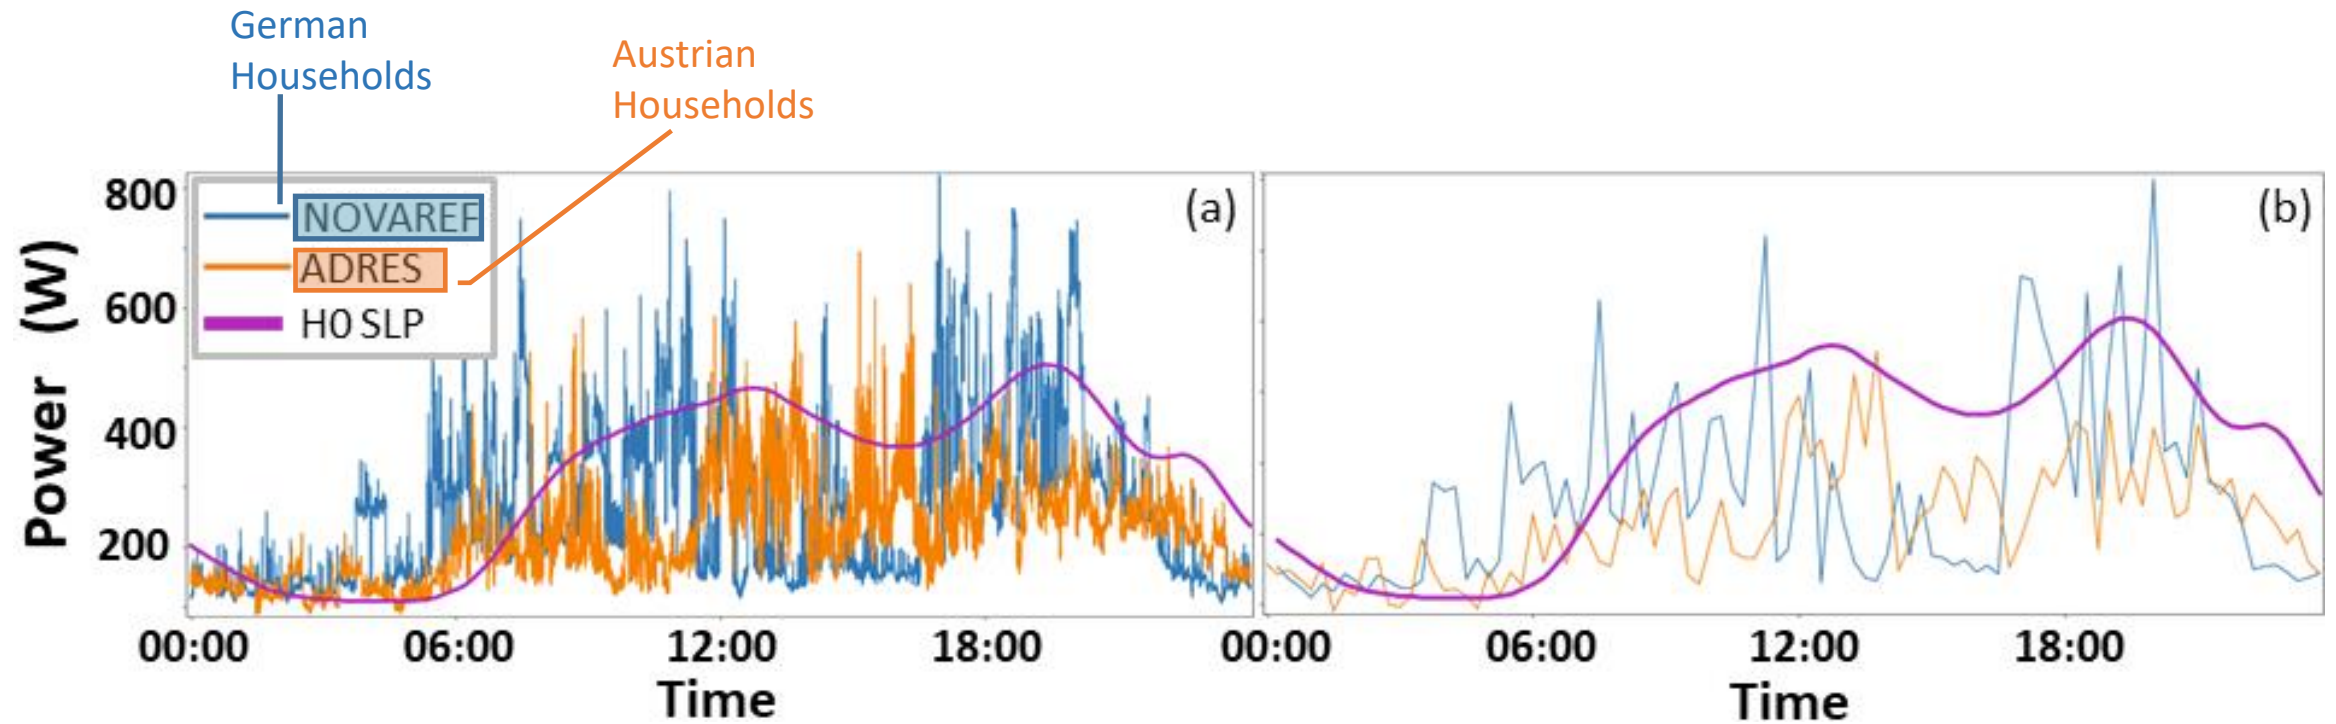 German
Households
Austrian
Households
NOVAREF
ADRES
H0 SLP
(a)
(b)
Power (W)
800
600
400
200
00:00 06:00 12:00 18:00 00:00 06:00 12:00 18:00
Time Time